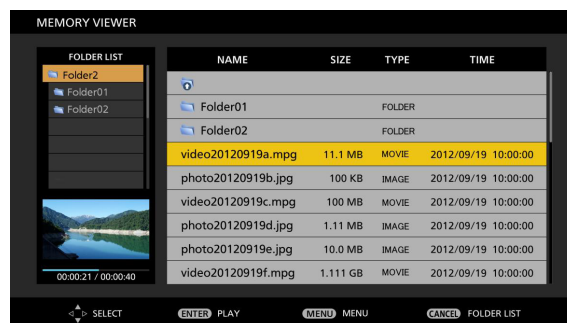 MEMORY VIEWER
FOLDER LIST
Folder2
Folder01
Folder02
00:00:21 / 00:00:40
NAME SIZE TYPE TIME
Folder01 FOLDER
Folder02 FOLDER
video20120919a.mpg 11.1 MB MOVIE 2012/09/19 10:00:00
photo20120919b.jpg 100 KB IMAGE 2012/09/19 10:00:00
video20120919c.mpg 100 MB MOVIE 2012/09/19 10:00:00
photo20120919d.jpg 1.11 MB IMAGE 2012/09/19 10:00:00
photo20120919e.jpg 10.0 MB IMAGE 2012/09/19 10:00:00
video20120919f.mpg 1.111 GB MOVIE 2012/09/19 10:00:00
SELECT ENTER PLAY MENU MENU CANCEL FOLDER LIST